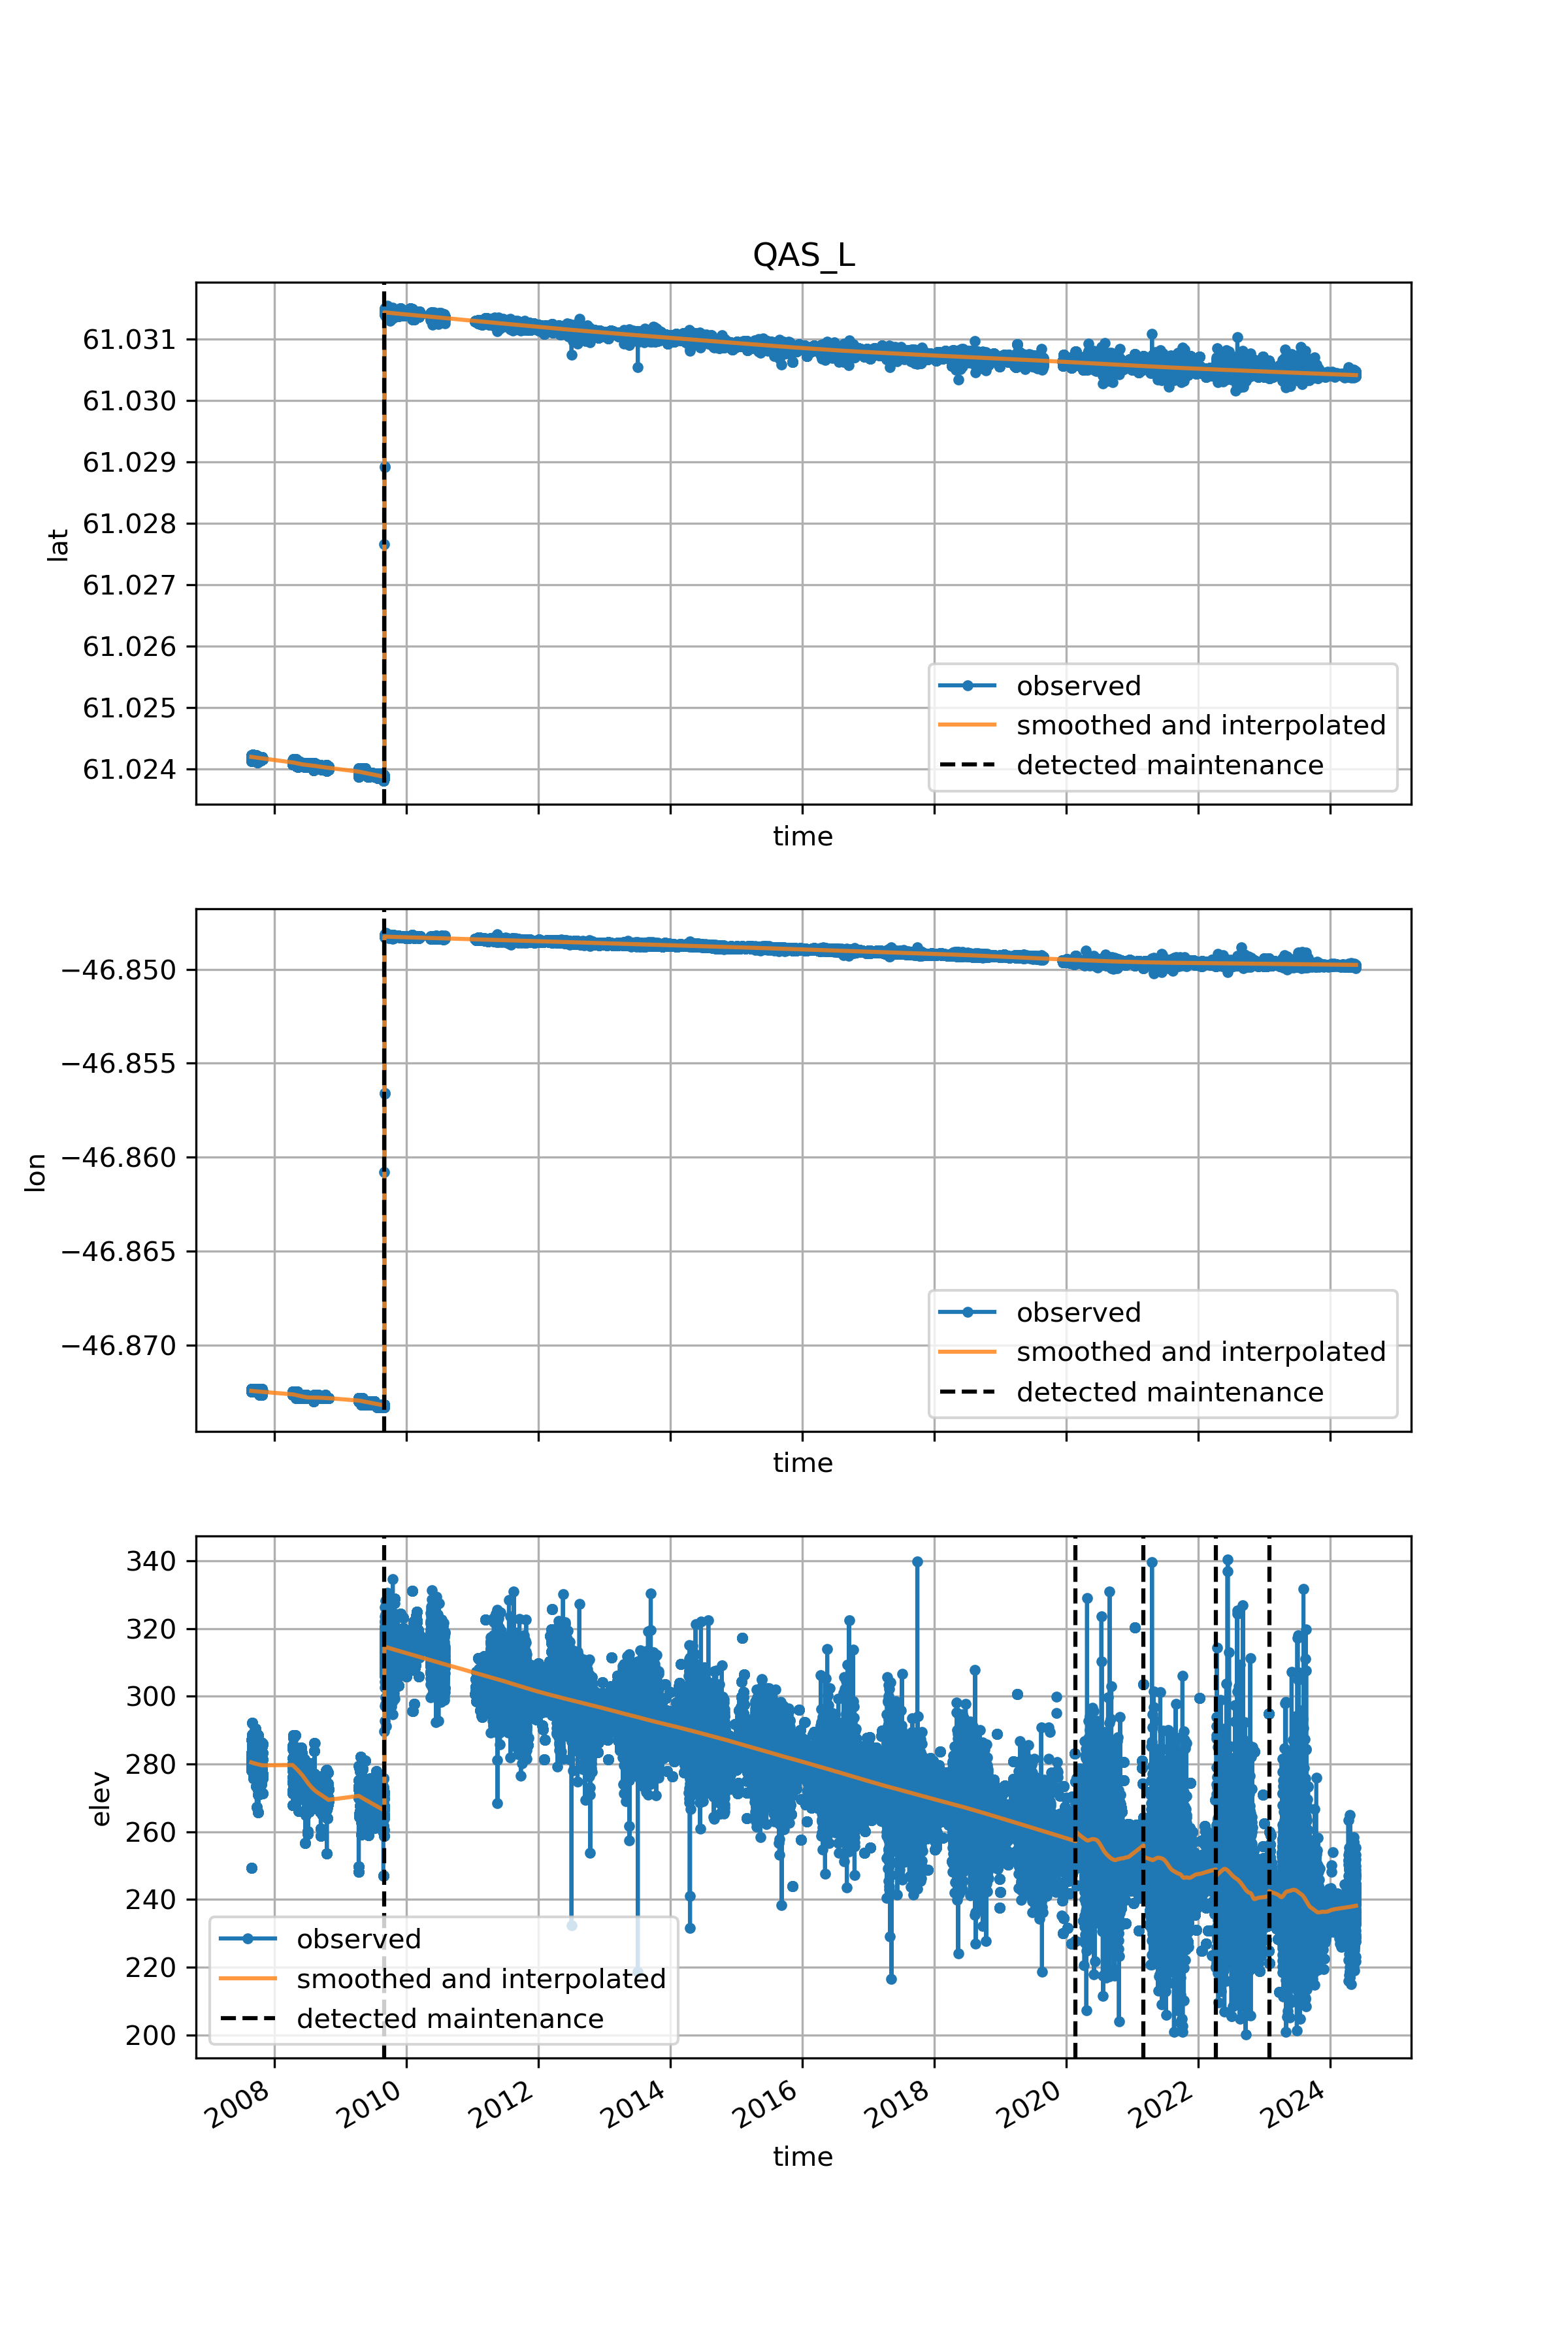 QAS_L
61.031
61.030
61.029
61.028
61.027
61.026
61.025
61.024
lat
observed
smoothed and interpolated
detected maintenance
time
−46.850
−46.855
−46.860
−46.865
−46.870
lon
observed
smoothed and interpolated
detected maintenance
time
340
320
300
280
260
240
220
200
elev
observed
smoothed and interpolated
detected maintenance
2008
2010
2012
2014
2016
2018
2020
2022
2024
time